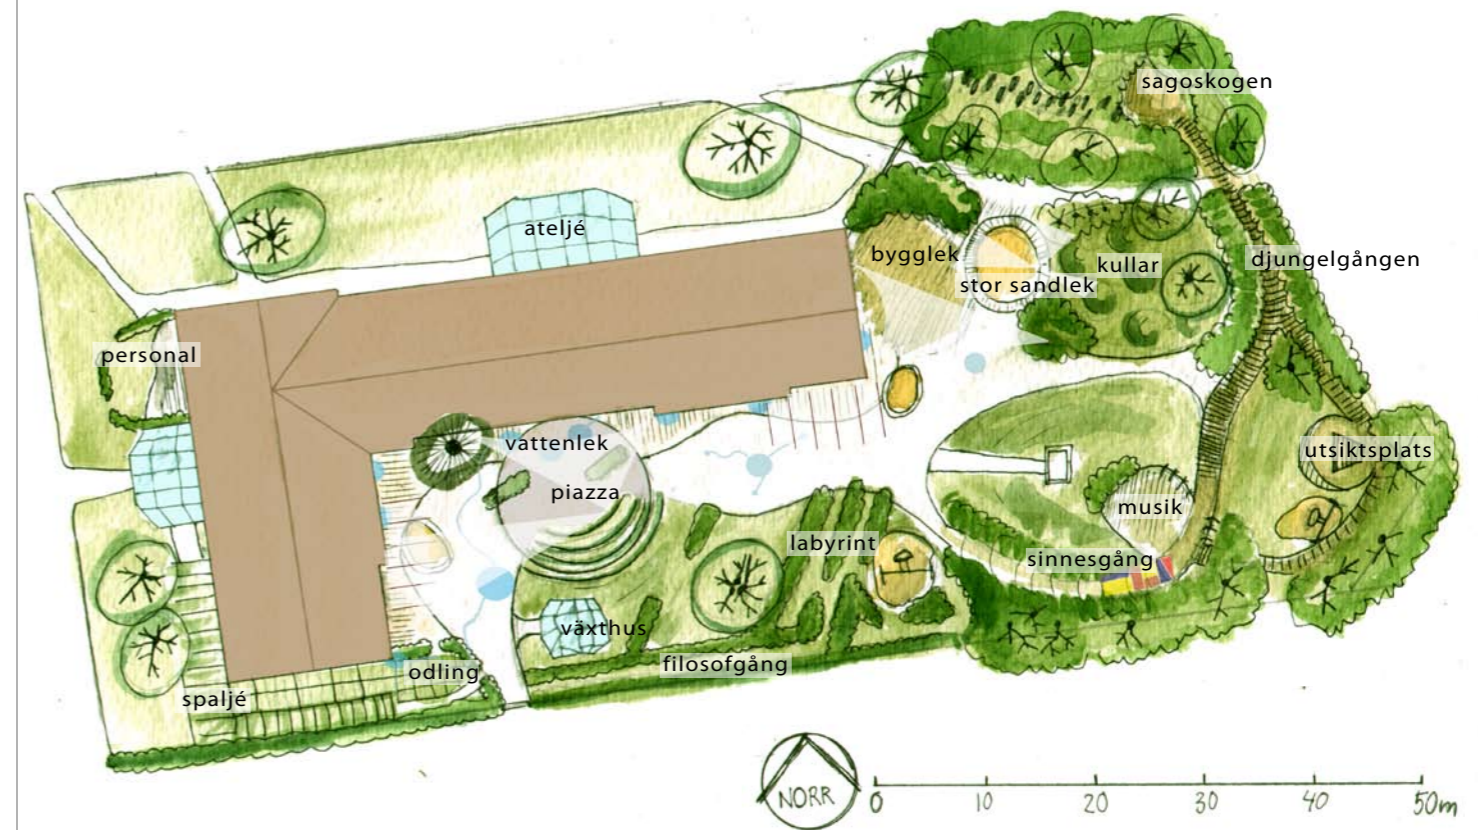 sagoskogen
ateljé
bygglek
kullar
djungelgången
stor sandlek
personal
vattenlek
utsiktsplats
piazza
musik
labyrint
sinnesgång
växthus
filosofgång
odling
spaljé
NORR
0 10 20 30 40 50m